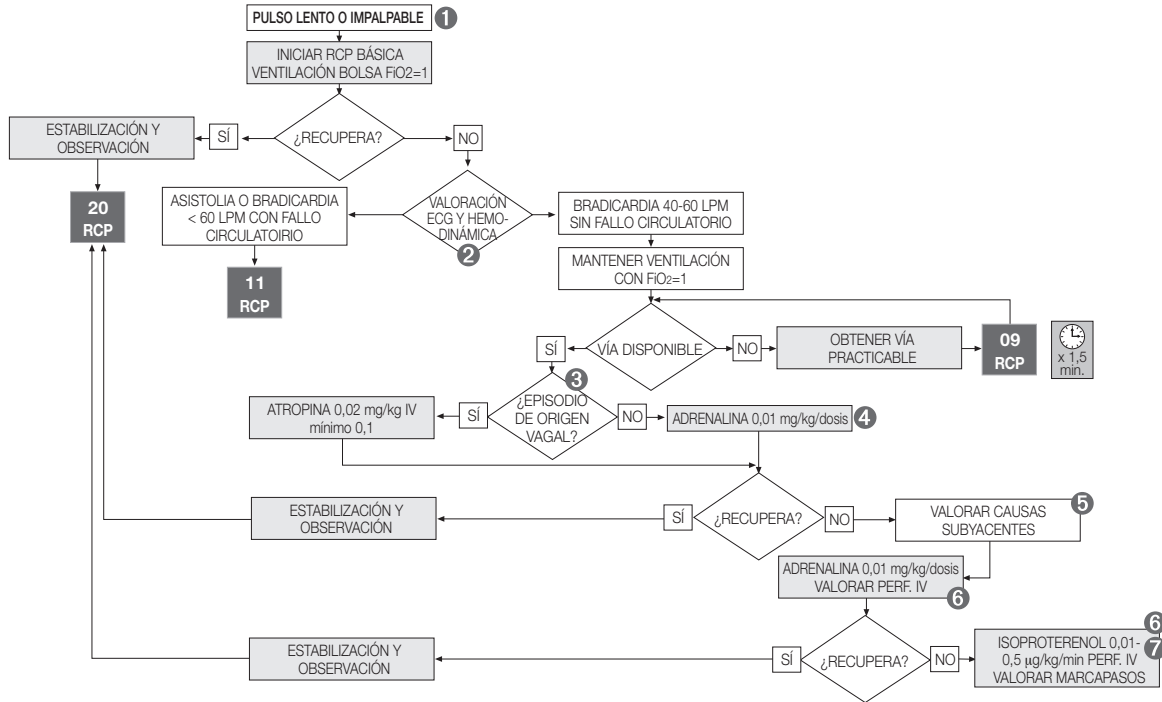 PULSO LENTO O IMPALPABLE
1
INICIAR RCP BÁSICA
VENTILACIÓN BOLSA FiO2=1
¿RECUPERA?
SÍ
NO
ESTABILIZACIÓN Y
OBSERVACIÓN
20
RCP
ASISTOLIA O BRADICARDIA
< 60 LPM CON FALLO
CIRCULATOIRIO
11
RCP
VALORACIÓN
ECG Y HEMO-
DINÁMICA
2
BRADICARDIA 40-60 LPM
SIN FALLO CIRCULATORIO
MANTENER VENTILACIÓN
CON FiO2=1
VÍA DISPONIBLE
SÍ
NO
OBTENER VÍA
PRACTICABLE
09
RCP
x 1,5
min.
3
¿EPISODIO
DE ORIGEN
VAGAL?
SÍ
NO
ATROPINA 0,02 mg/kg IV
mínimo 0,1
ADRENALINA 0,01 mg/kg/dosis
4
¿RECUPERA?
SÍ
NO
ESTABILIZACIÓN Y
OBSERVACIÓN
VALORAR CAUSAS
SUBYACENTES
5
ADRENALINA 0,01 mg/kg/dosis
VALORAR PERF. IV
6
¿RECUPERA?
SÍ
NO
ESTABILIZACIÓN Y
OBSERVACIÓN
6
7
ISOPROTERENOL 0,01-
0,5 µg/kg/min PERF. IV
VALORAR MARCAPASOS